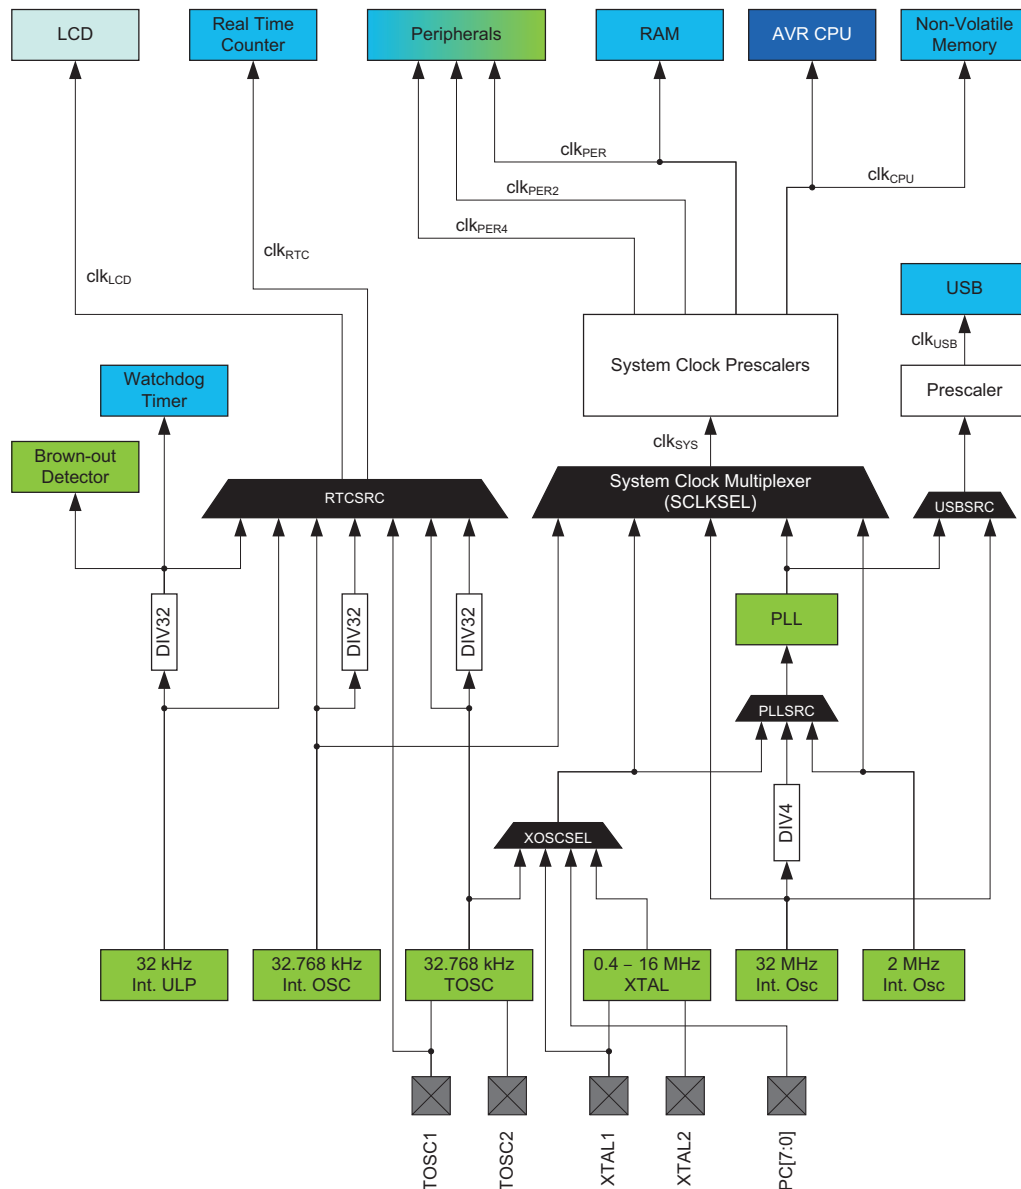 LCD
Real Time
Counter
Peripherals
RAM
AVR CPU
Non-Volatile
Memory
clkPER
clkCPU
clkPER2
clkPER4
clkRTC
clkLCD
USB
clkUSB
System Clock Prescalers
Prescaler
Watchdog
Timer
clkSYS
Brown-out
Detector
RTCSRC
System Clock Multiplexer
(SCLKSEL)
USBSRC
DIV32
DIV32
DIV32
PLL
PLLSRC
DIV4
XOSCSEL
32 kHz
Int. ULP
32.768 kHz
Int. OSC
32.768 kHz
TOSC
0.4 – 16 MHz
XTAL
32 MHz
Int. Osc
2 MHz
Int. Osc
TOSC1
TOSC2
XTAL1
XTAL2
PC[7:0]